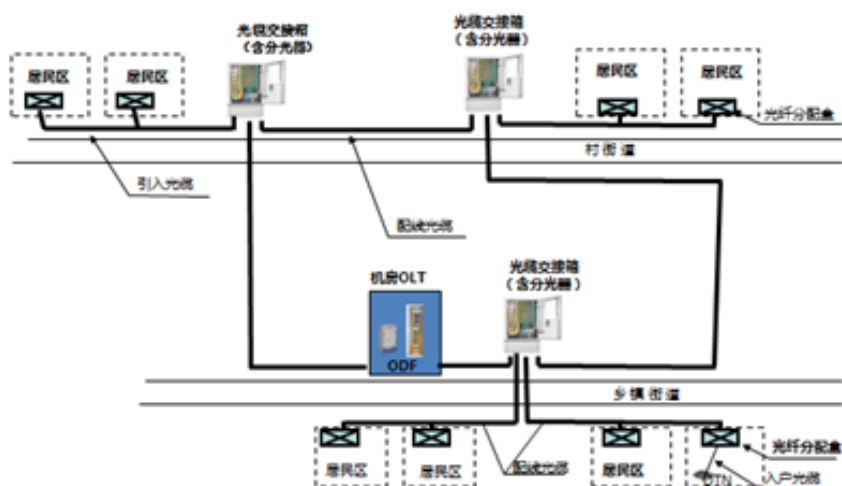 光缆交接箱
（含分光器）
光缆交接箱
（含分光器）
居民区
居民区
居民区
居民区
光纤分配盒
村街道
引入光缆
配线光缆
机房OLT
光缆交接箱
（含分光器）
ODF
乡镇街道
居民区
居民区
配线光缆
居民区
光纤分配盒
入户光缆